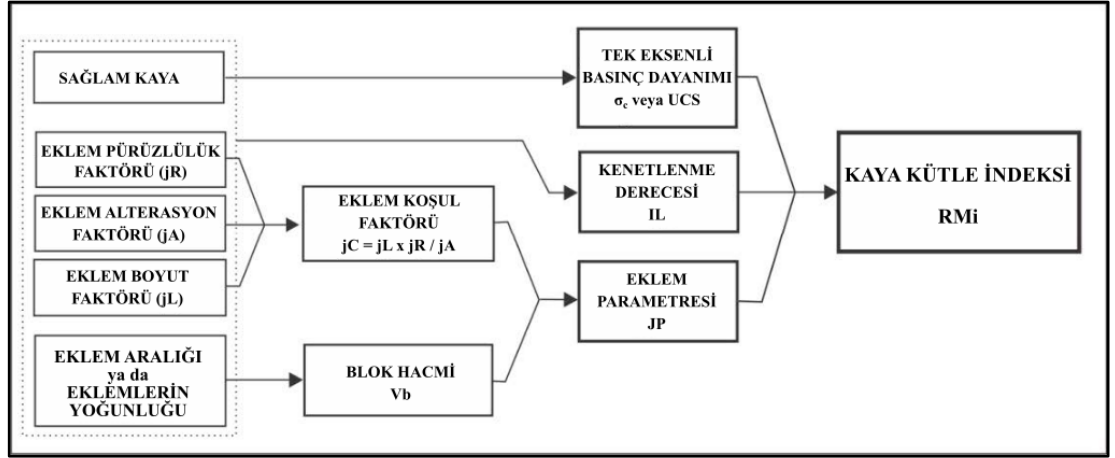 SAĞLAM KAYA
EKLEM PÜRÜZLÜLÜK
FAKTÖRÜ (jR)
EKLEM ALTERASYON
FAKTÖRÜ (jA)
EKLEM BOYUT
FAKTÖRÜ (jL)
EKLEM ARALIĞI
ya da
EKLEMLERİN
YOĞUNLUĞU
EKLEM KOŞUL
FAKTÖRÜ
jC = jL x jR / jA
BLOK HACMİ
Vb
TEK EKSENLİ
BASINÇ DAYANIMI
σc veya UCS
KENETLENME
DERECESİ
IL
EKLEM
PARAMETRESİ
JP
KAYA KÜTLE İNDEKSİ
RMi